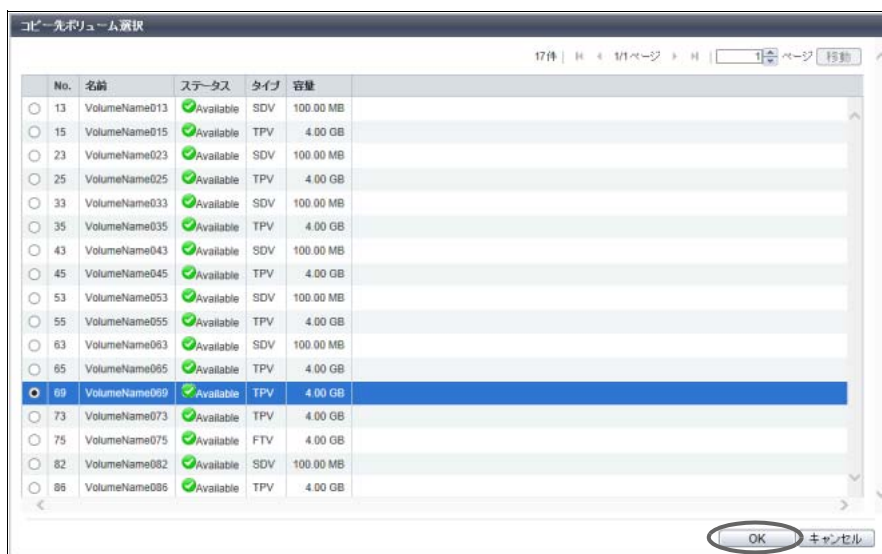 コピー先ボリューム選択
17件 1/1ページ 1 ページ 移動
No. 名前 ステータス タイプ 容量
13 VolumeName013 Available SDV 100.00 MB
15 VolumeName015 Available TPV 4.00 GB
23 VolumeName023 Available SDV 100.00 MB
25 VolumeName025 Available TPV 4.00 GB
33 VolumeName033 Available SDV 100.00 MB
35 VolumeName035 Available TPV 4.00 GB
43 VolumeName043 Available SDV 100.00 MB
45 VolumeName045 Available TPV 4.00 GB
53 VolumeName053 Available SDV 100.00 MB
55 VolumeName055 Available TPV 4.00 GB
63 VolumeName063 Available SDV 100.00 MB
65 VolumeName065 Available TPV 4.00 GB
69 VolumeName069 Available TPV 4.00 GB
73 VolumeName073 Available TPV 4.00 GB
75 VolumeName075 Available FTV 4.00 GB
82 VolumeName082 Available SDV 100.00 MB
86 VolumeName086 Available TPV 4.00 GB
OK キャンセル